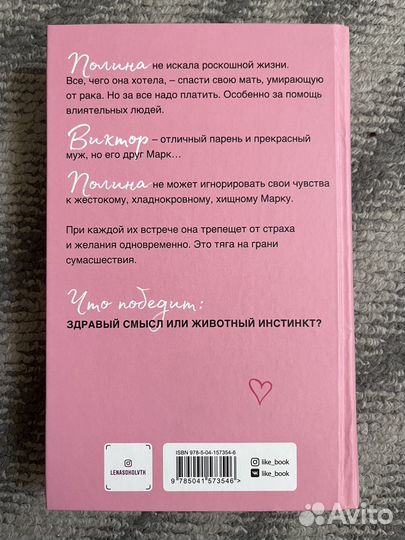 Полина не искала роскошной жизни.
Все, чего она хотела, – спасти свою мать, умирающую
от рака. Но за все надо платить. Особенно за помощь
влиятельных людей.
Виктор – отличный парень и прекрасный
муж, но его друг Марк...
Полина не может игнорировать свои чувства
к жестокому, хладнокровному, хищному Марку.
При каждой их встрече она трепещет от страха
и желания одновременно. Это тяга на грани
сумасшествия.
Что победит:
ЗДРАВЫЙ СМЫСЛ ИЛИ ЖИВОТНЫЙ ИНСТИНКТ?
LENASOKOLVTK
ISBN 978-5-04-157354-6
9 785041 573546 >
like_book
like_book
Avito